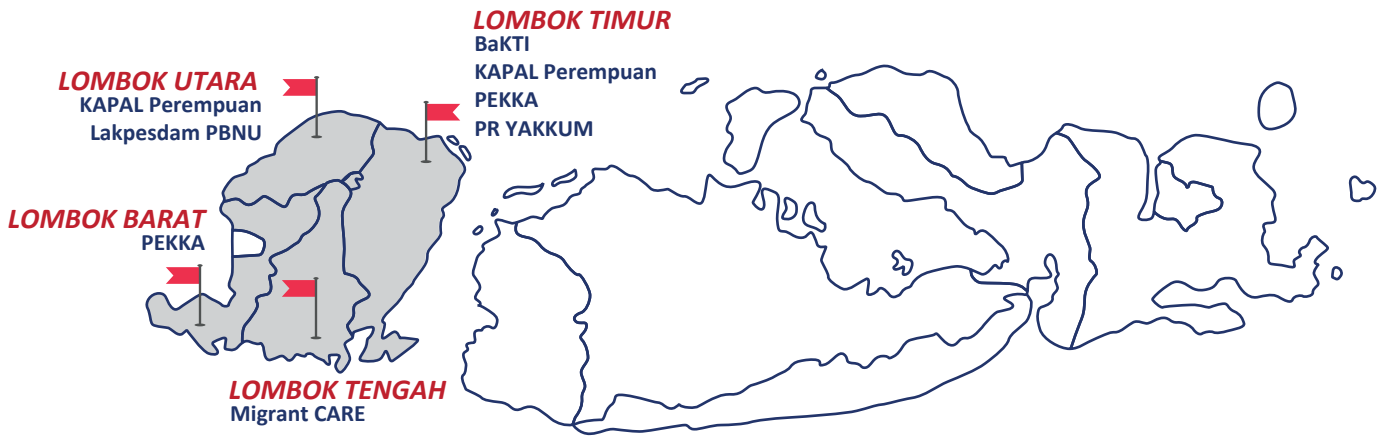 LOMBOK TIMUR
BaKTI
KAPAL Perempuan
PEKKA
PR YAKKUM
LOMBOK UTARA
KAPAL Perempuan
Lakpesdam PBNU
LOMBOK BARAT
PEKKA
LOMBOK TENGAH
Migrant CARE